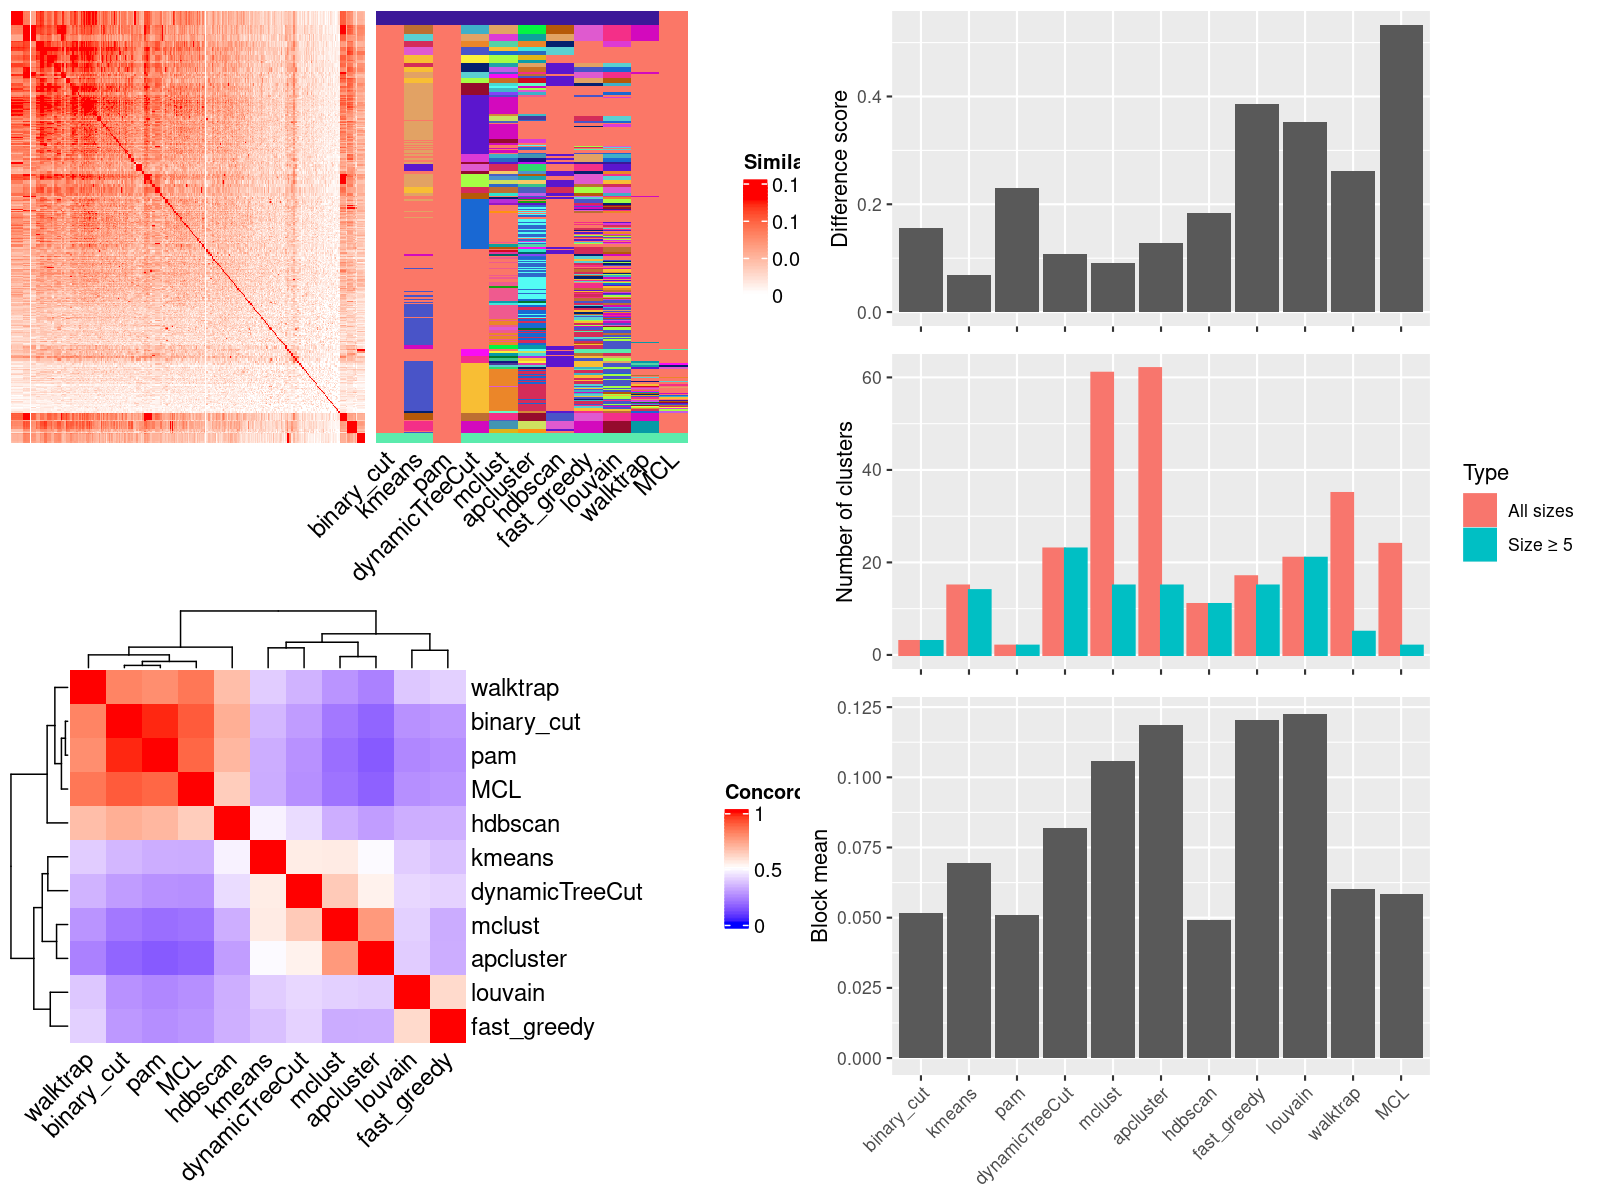 Simila
0.1
0.1
0.0
0
binary_cut
kmeans
pam
dynamicTreeCut
mclust
apcluster
hdbscan
fast_greedy
louvain
walktrap
MCL
walktrap
binary_cut
pam
MCL
hdbscan
kmeans
dynamicTreeCut
mclust
apcluster
louvain
fast_greedy
walktrap
binary_cut
pam
MCL
hdbscan
kmeans
dynamicTreeCut
mclust
apcluster
louvain
fast_greedy
Concord
1
0.5
0
Difference score
0.4
0.2
0.0
Number of clusters
60
40
20
0
Type
All sizes
Size ≥ 5
Block mean
0.125
0.100
0.075
0.050
0.025
0.000
binary_cut
kmeans
pam
dynamicTreeCut
mclust
apcluster
hdbscan
fast_greedy
louvain
walktrap
MCL